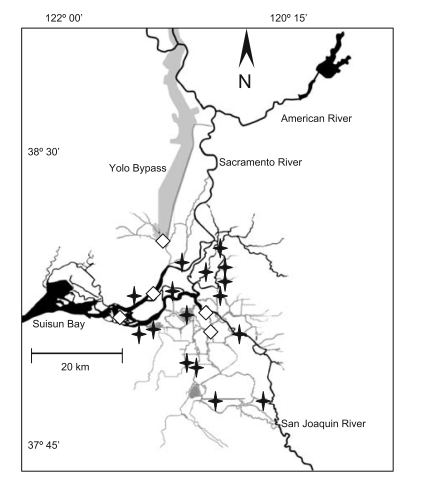 122º 00’
120º 15’
N
American River
38º 30’
Sacramento River
Yolo Bypass
Suisun Bay
20 km
San Joaquin River
37º 45’